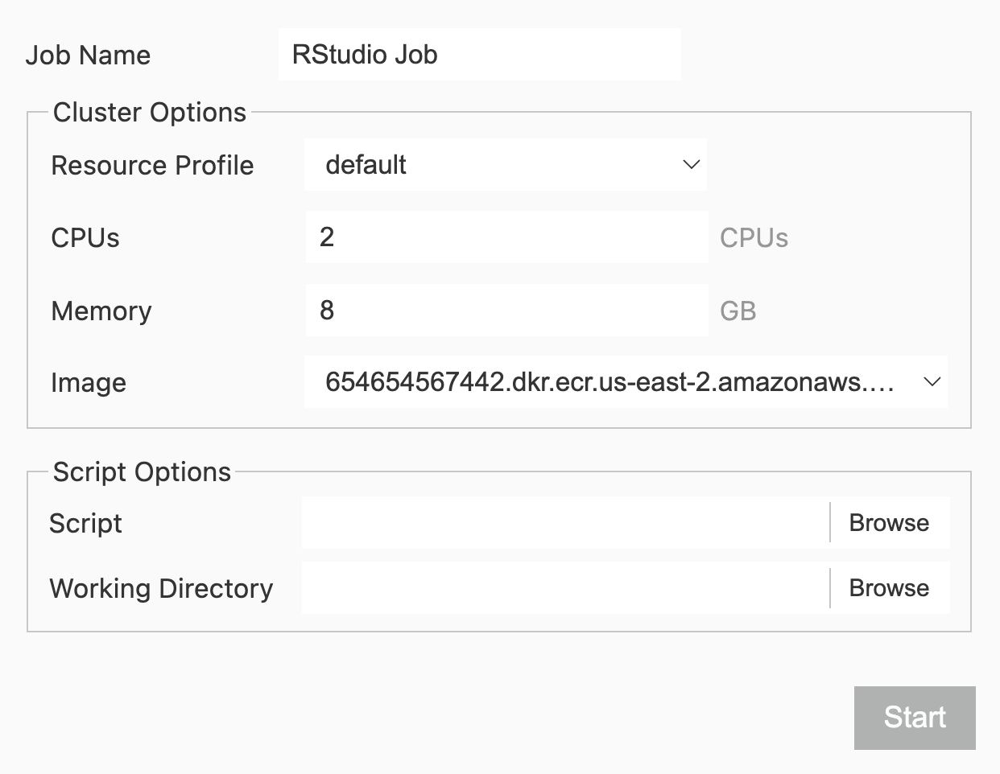 Job Name RStudio Job
Cluster Options
Resource Profile default
CPUs 2 CPUs
Memory 8 GB
Image 654654567442.dkr.ecr.us-east-2.amazonaws....
Script Options
Script Browse
Working Directory Browse
Start